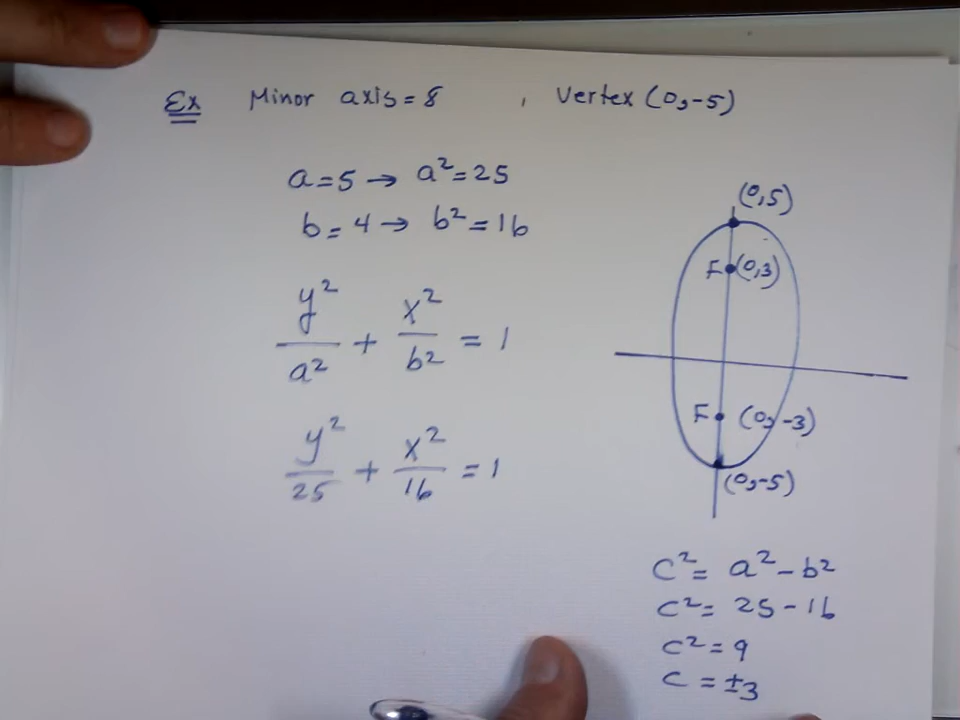 Ex Minor axis = 8 , Vertex (0,-5)
a = 5 → a² = 25
b = 4 → b² = 16
y²/a² + x²/b² = 1
y²/25 + x²/16 = 1
(0,5)
F (0,3)
F (0,-3)
(0,-5)
c² = a² - b²
c² = 25 - 16
c² = 9
c = ±3